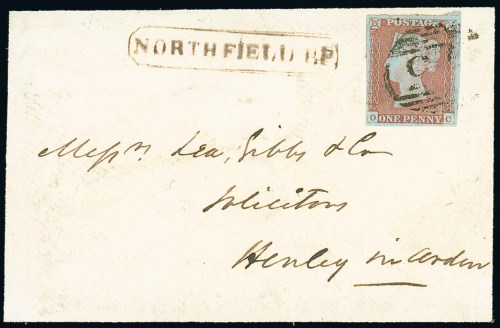 NORTHFIELD R.P
POSTAGE
ONE PENNY
O C
Messrs Lea, Gibbs & Co
Solicitors
Henley in Arden